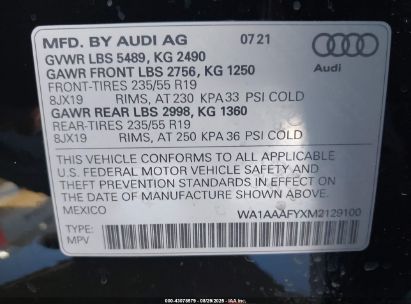 MFD. BY AUDI AG 07.21
GVWR LBS 5489, KG 2490
GAWR FRONT LBS 2756, KG 1250
FRONT-TIRES 235/55 R19
8JX19 RIMS, AT 230 KPA 33 PSI COLD
GAWR REAR LBS 2998, KG 1360
REAR-TIRES 235/55 R19
8JX19 RIMS, AT 250 KPA 36 PSI COLD
Audi
THIS VEHICLE CONFORMS TO ALL APPLICABLE
U.S. FEDERAL MOTOR VEHICLE SAFETY AND
THEFT PREVENTION STANDARDS IN EFFECT ON
THE DATE OF MANUFACTURE SHOWN ABOVE.
MEXICO WA1AAAFYXM2129100
TYPE:
MPV